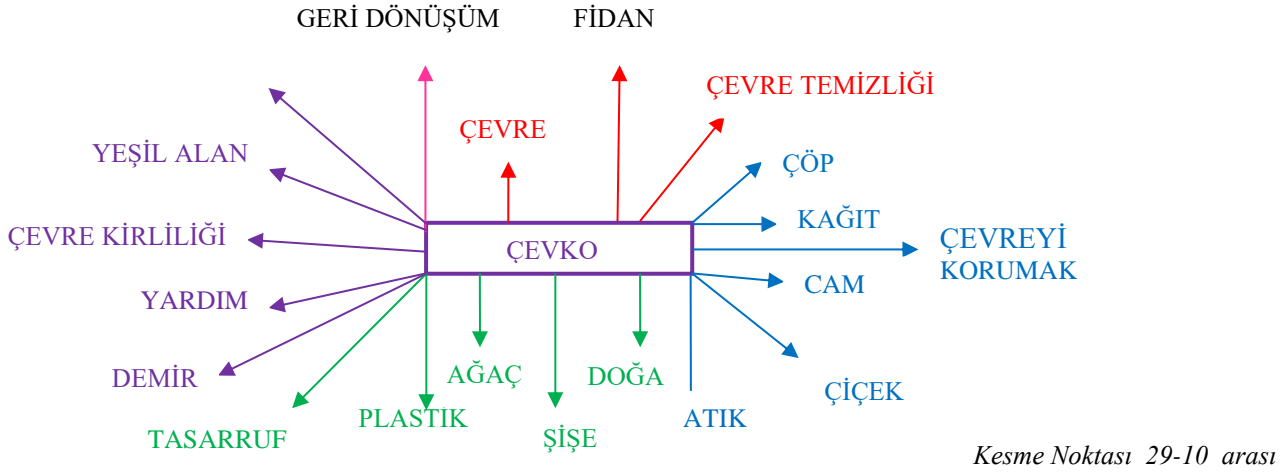 GERİ DÖNÜŞÜM
FİDAN
ÇEVRE TEMİZLİĞİ
ÇEVRE
YEŞİL ALAN
ÇÖP
KAĞIT
ÇEVRE KİRLİLİĞİ
ÇEVKO
ÇEVREYİ
KORUMAK
CAM
YARDIM
DEMİR
AĞAÇ
DOĞA
ÇİÇEK
PLASTİK
ATIK
TASARRUF
ŞİŞE
Kesme Noktası 29-10 arası